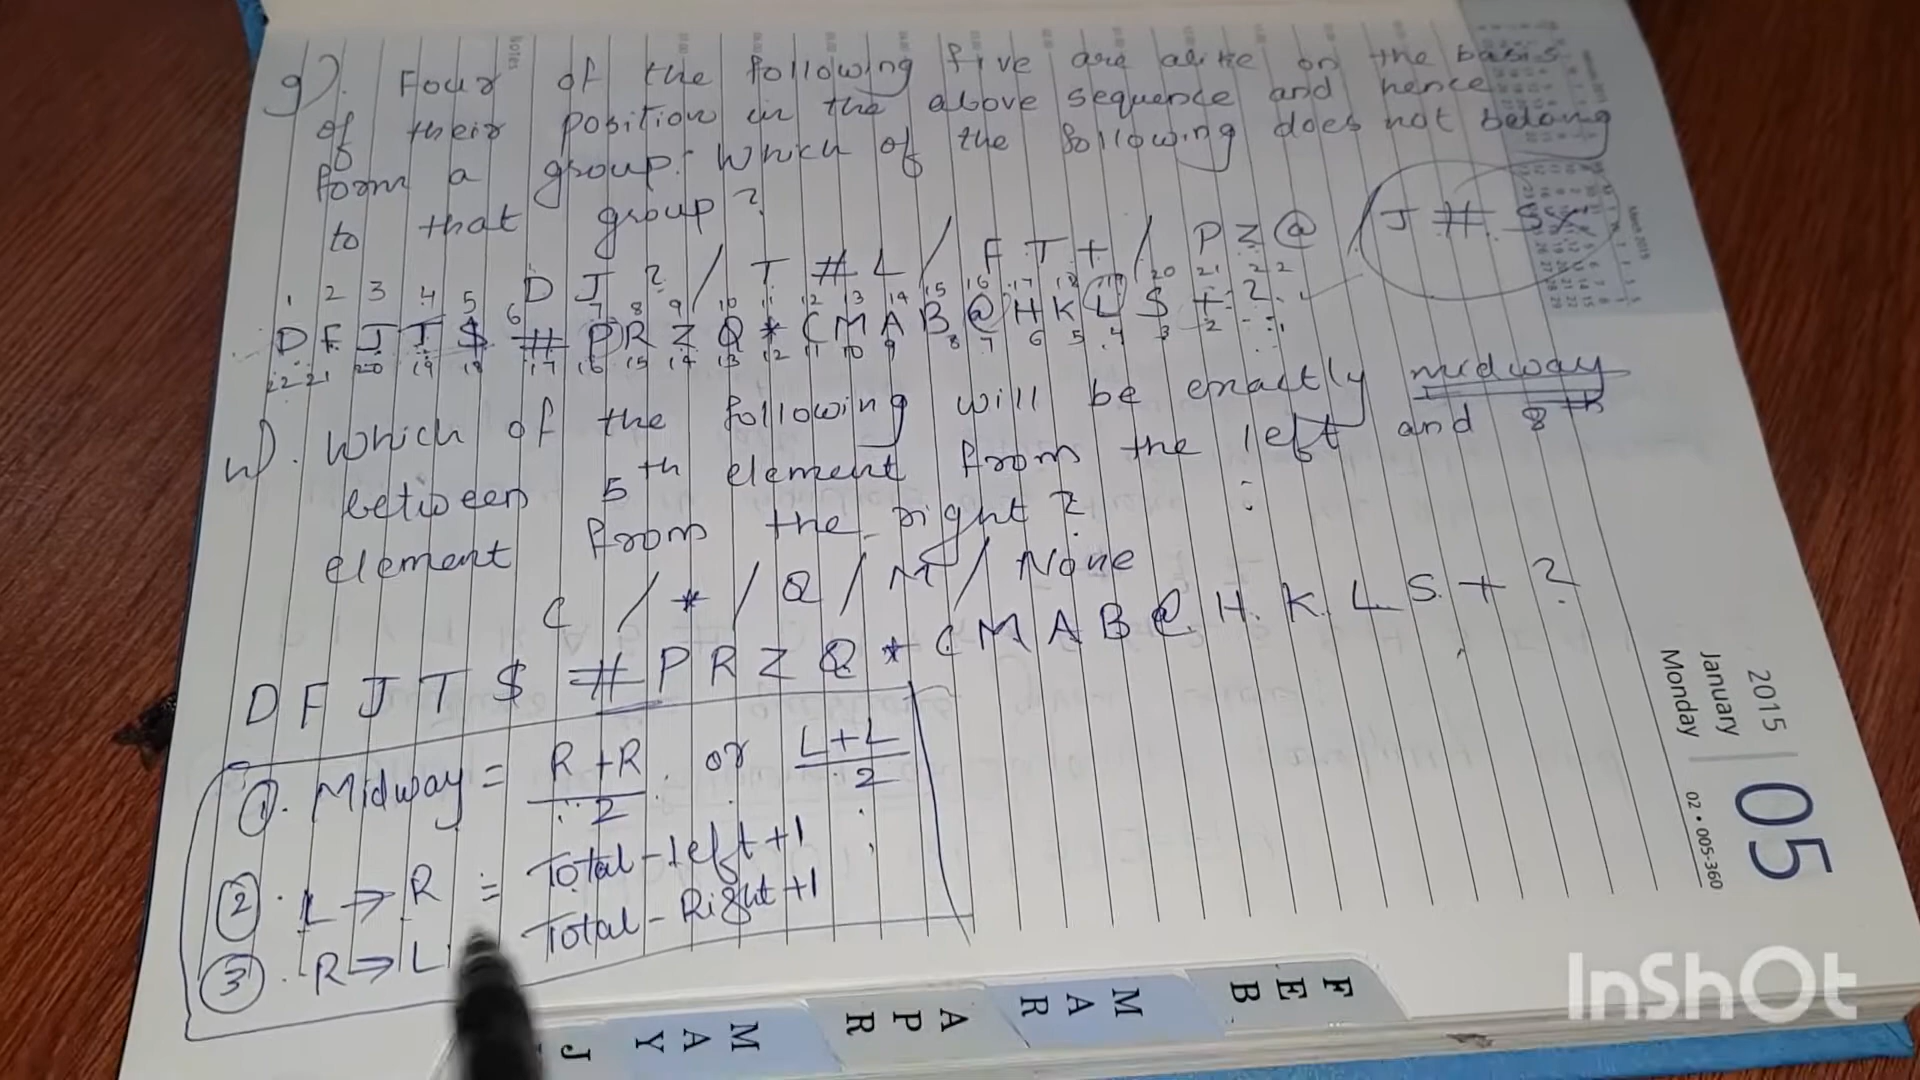 Notes
g). Four of the following five are alike on the basis
of their position in the above sequence and hence
form a group. Which of the following does not belong
to that group?
D J ? / T # L / F T + / P Z @ / J # S
1 2 3 4 5 6 7 8 9 10 11 12 13 14 15 16 17 18 19 20 21 22
D F J T $ # P R Z Q * C M A B @ H K L S + ?
22 21 20 19 18 17 16 15 14 13 12 11 10 9 8 7 6 5 4 3 2 1
h). Which of the following will be exactly midway
between 5th element from the left and 8th
element from the right?
C / * / Q / M / None
D F J T $ # P R Z Q * C M A B @ H K L S + ?
①. Midway = R+R/2 or L+L/2
②. L → R = Total - left + 1
③. R → L = Total - Right + 1
2015
January
Monday
05
02 • 005-360
FEB
MAR
APR
MAY
J
InShOt